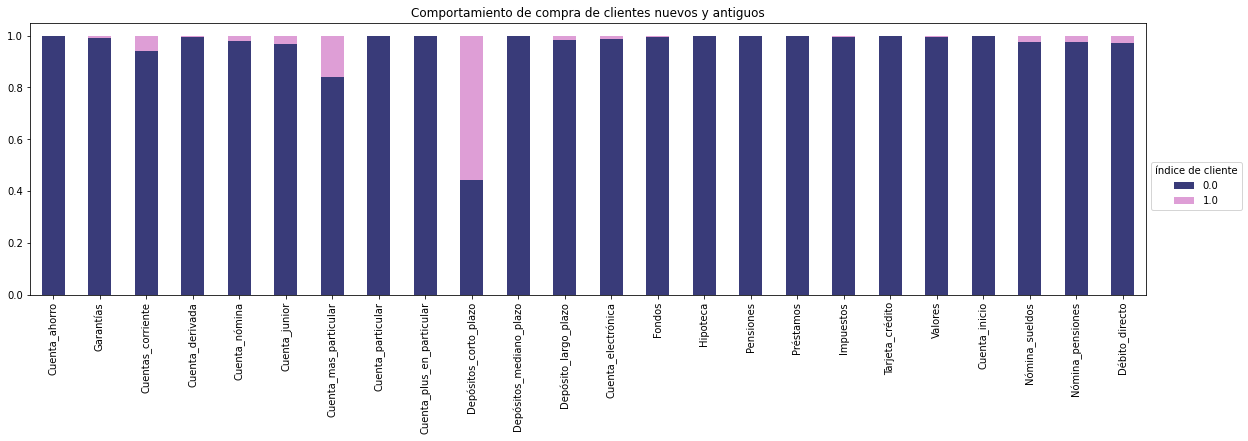 Comportamiento de compra de clientes nuevos y antiguos
1.0
0.8
0.6
0.4
0.2
0.0
índice de cliente
0.0
1.0
Cuenta_ahorro
Garantías
Cuentas_corriente
Cuenta_derivada
Cuenta_nómina
Cuenta_junior
Cuenta_mas_particular
Cuenta_particular
Cuenta_plus_en_particular
Depósitos_corto_plazo
Depósitos_mediano_plazo
Depósito_largo_plazo
Cuenta_electrónica
Fondos
Hipoteca
Pensiones
Préstamos
Impuestos
Tarjeta_crédito
Valores
Cuenta_inicio
Nómina_sueldos
Nómina_pensiones
Débito_directo